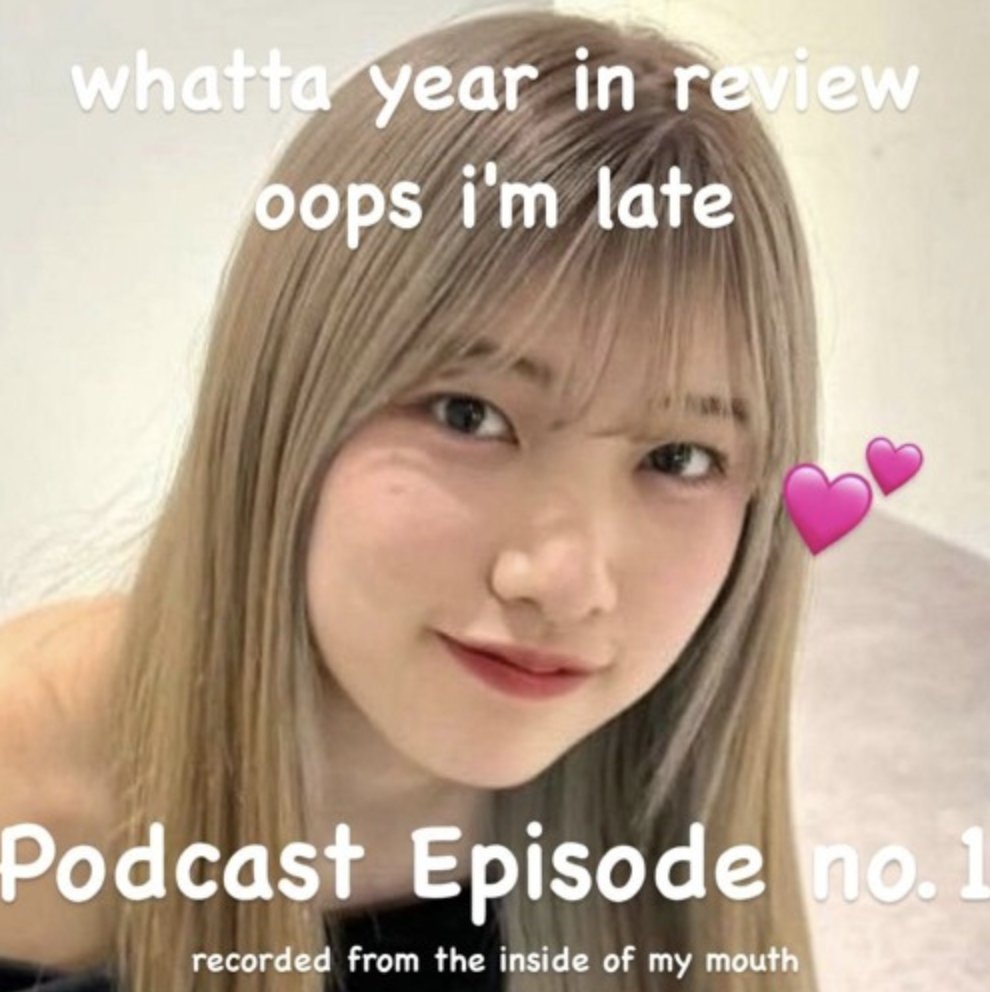 whatta year in review
oops i'm late
Podcast Episode no.1
recorded from the inside of my mouth